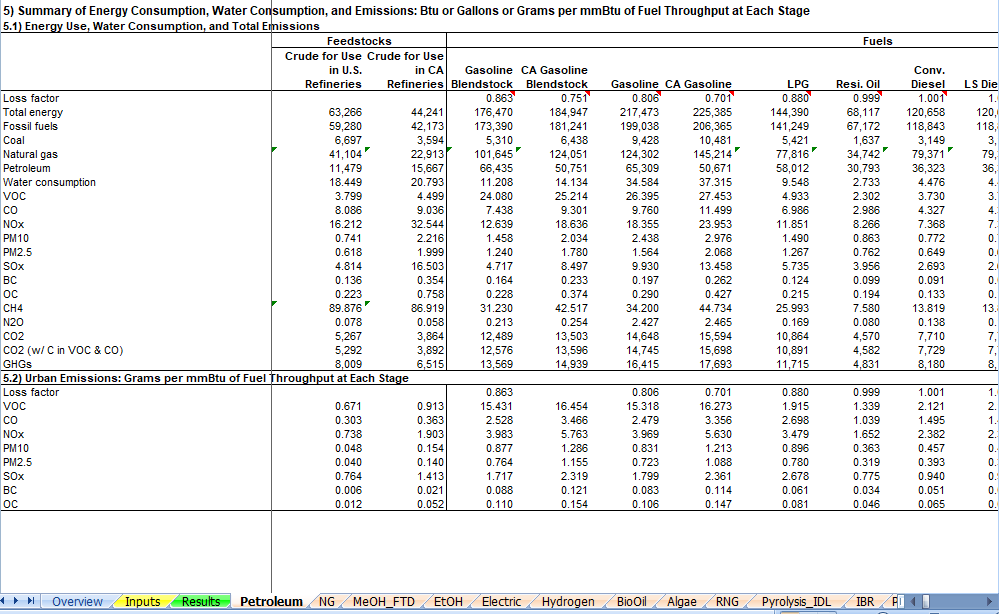 5) Summary of Energy Consumption, Water Consumption, and Emissions: Btu or Gallons or Grams per mmBtu of Fuel Throughput at Each Stage
5.1) Energy Use, Water Consumption, and Total Emissions
Feedstocks Fuels
Crude for Use Crude for Use
in U.S. in CA Gasoline CA Gasoline Conv.
Refineries Refineries Blendstock Blendstock Gasoline CA Gasoline LPG Resi. Oil Diesel LS Die
Loss factor 0.863 0.751 0.806 0.701 0.880 0.999 1.001 1.
Total energy 63,266 44,241 176,470 184,947 217,473 225,385 144,390 68,117 120,658 120,
Fossil fuels 59,280 42,173 173,390 181,241 199,038 206,365 141,249 67,172 118,843 118,
Coal 6,697 3,594 5,310 6,438 9,428 10,481 5,421 1,637 3,149 3,
Natural gas 41,104 22,913 101,645 124,051 124,302 145,214 77,816 34,742 79,371 79,
Petroleum 11,479 15,667 66,435 50,751 65,309 50,671 58,012 30,793 36,323 36,
Water consumption 18.449 20.793 11.208 14.134 34.584 37.315 9.548 2.733 4.476 4.
VOC 3.799 4.499 24.080 25.214 26.395 27.453 4.933 2.302 3.730 3.
CO 8.086 9.036 7.438 9.301 9.760 11.499 6.986 2.986 4.327 4.
NOx 16.212 32.544 12.639 18.636 18.355 23.953 11.851 8.266 7.368 7.
PM10 0.741 2.216 1.458 2.034 2.438 2.976 1.490 0.863 0.772 0.
PM2.5 0.618 1.999 1.240 1.780 1.564 2.068 1.267 0.762 0.649 0.
SOx 4.814 16.503 4.717 8.497 9.930 13.458 5.735 3.956 2.693 2.
BC 0.136 0.354 0.164 0.233 0.197 0.262 0.124 0.099 0.091 0.
OC 0.223 0.758 0.228 0.374 0.290 0.427 0.215 0.194 0.133 0.
CH4 89.876 86.919 31.230 42.517 34.200 44.734 25.993 7.580 13.819 13.
N2O 0.078 0.058 0.213 0.254 2.427 2.465 0.169 0.080 0.138 0.
CO2 5,267 3,864 12,489 13,503 14,648 15,594 10,864 4,570 7,710 7,
CO2 (w/ C in VOC & CO) 5,292 3,892 12,576 13,596 14,745 15,698 10,891 4,582 7,729 7,
GHGs 8,009 6,515 13,569 14,939 16,415 17,693 11,715 4,831 8,180 8,
5.2) Urban Emissions: Grams per mmBtu of Fuel Throughput at Each Stage
Loss factor 0.863 0.806 0.701 0.880 0.999 1.001 1.
VOC 0.671 0.913 15.431 16.454 15.318 16.273 1.915 1.339 2.121 2.
CO 0.303 0.363 2.528 3.466 2.479 3.356 2.698 1.039 1.495 1.
NOx 0.738 1.903 3.983 5.763 3.969 5.630 3.479 1.652 2.382 2.
PM10 0.048 0.154 0.877 1.286 0.831 1.213 0.896 0.363 0.457 0.
PM2.5 0.040 0.140 0.764 1.155 0.723 1.088 0.780 0.319 0.393 0.
SOx 0.764 1.413 1.717 2.319 1.799 2.361 2.678 0.775 0.940 0.
BC 0.006 0.021 0.088 0.121 0.083 0.114 0.061 0.034 0.051 0.
OC 0.012 0.052 0.110 0.154 0.106 0.147 0.081 0.046 0.065 0.
Overview Inputs Results Petroleum NG MeOH_FTD EtOH Electric Hydrogen BioOil Algae RNG Pyrolysis_IDL IBR P